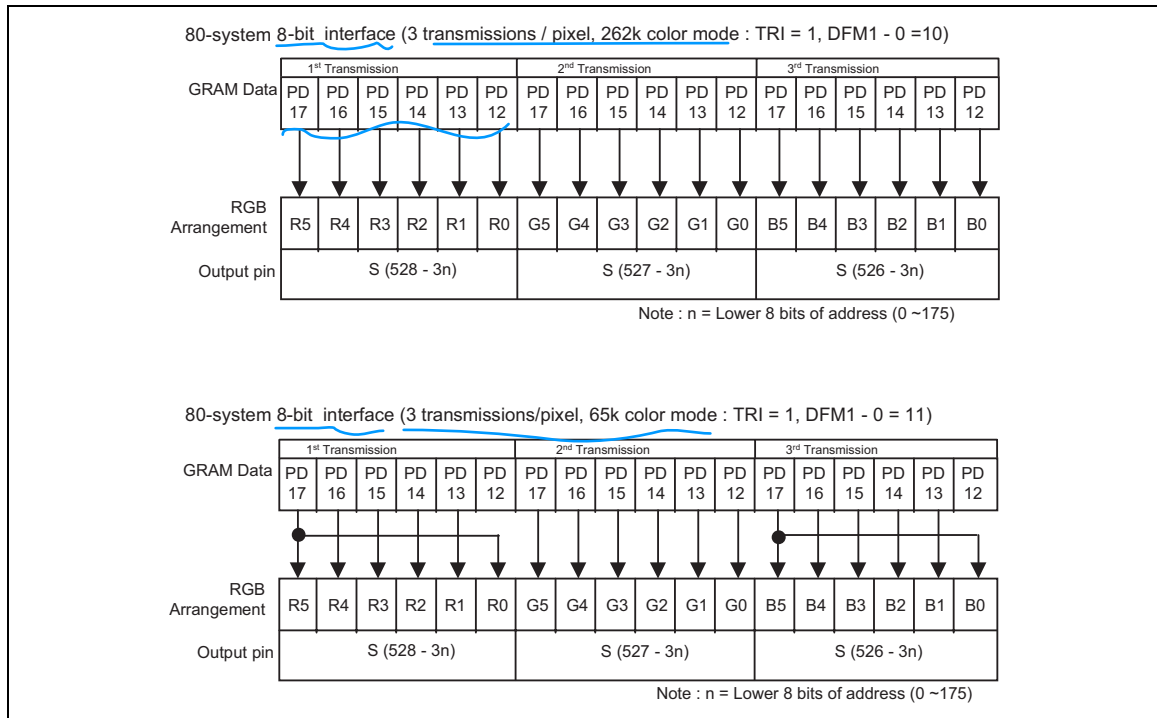 80-system 8-bit interface (3 transmissions / pixel, 262k color mode : TRI = 1, DFM1 - 0 =10)
1st Transmission 2nd Transmission 3rd Transmission
GRAM Data PD 17 PD 16 PD 15 PD 14 PD 13 PD 12 PD 17 PD 16 PD 15 PD 14 PD 13 PD 12 PD 17 PD 16 PD 15 PD 14 PD 13 PD 12
RGB Arrangement R5 R4 R3 R2 R1 R0 G5 G4 G3 G2 G1 G0 B5 B4 B3 B2 B1 B0
Output pin S (528 - 3n) S (527 - 3n) S (526 - 3n)
Note : n = Lower 8 bits of address (0 ~175)
80-system 8-bit interface (3 transmissions/pixel, 65k color mode : TRI = 1, DFM1 - 0 = 11)
1st Transmission 2nd Transmission 3rd Transmission
GRAM Data PD 17 PD 16 PD 15 PD 14 PD 13 PD 12 PD 17 PD 16 PD 15 PD 14 PD 13 PD 12 PD 17 PD 16 PD 15 PD 14 PD 13 PD 12
RGB Arrangement R5 R4 R3 R2 R1 R0 G5 G4 G3 G2 G1 G0 B5 B4 B3 B2 B1 B0
Output pin S (528 - 3n) S (527 - 3n) S (526 - 3n)
Note : n = Lower 8 bits of address (0 ~175)